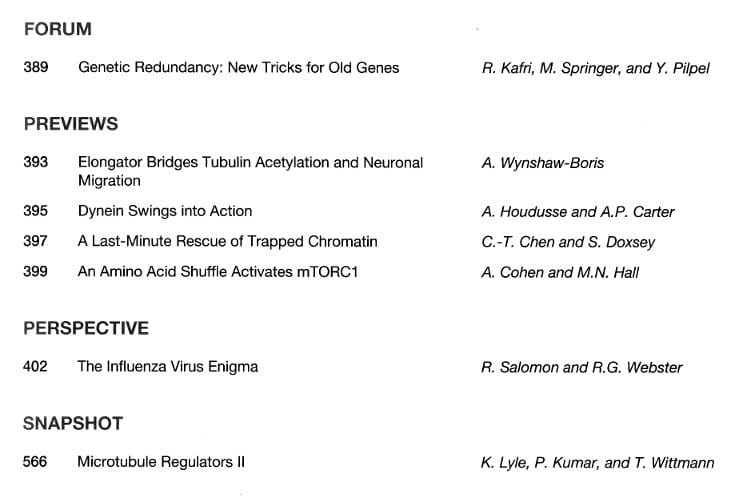 FORUM
389 Genetic Redundancy: New Tricks for Old Genes R. Kafri, M. Springer, and Y. Pilpel
PREVIEWS
393 Elongator Bridges Tubulin Acetylation and Neuronal A. Wynshaw-Boris
Migration
395 Dynein Swings into Action A. Houdusse and A.P. Carter
397 A Last-Minute Rescue of Trapped Chromatin C.-T. Chen and S. Doxsey
399 An Amino Acid Shuffle Activates mTORC1 A. Cohen and M.N. Hall
PERSPECTIVE
402 The Influenza Virus Enigma R. Salomon and R.G. Webster
SNAPSHOT
566 Microtubule Regulators II K. Lyle, P. Kumar, and T. Wittmann